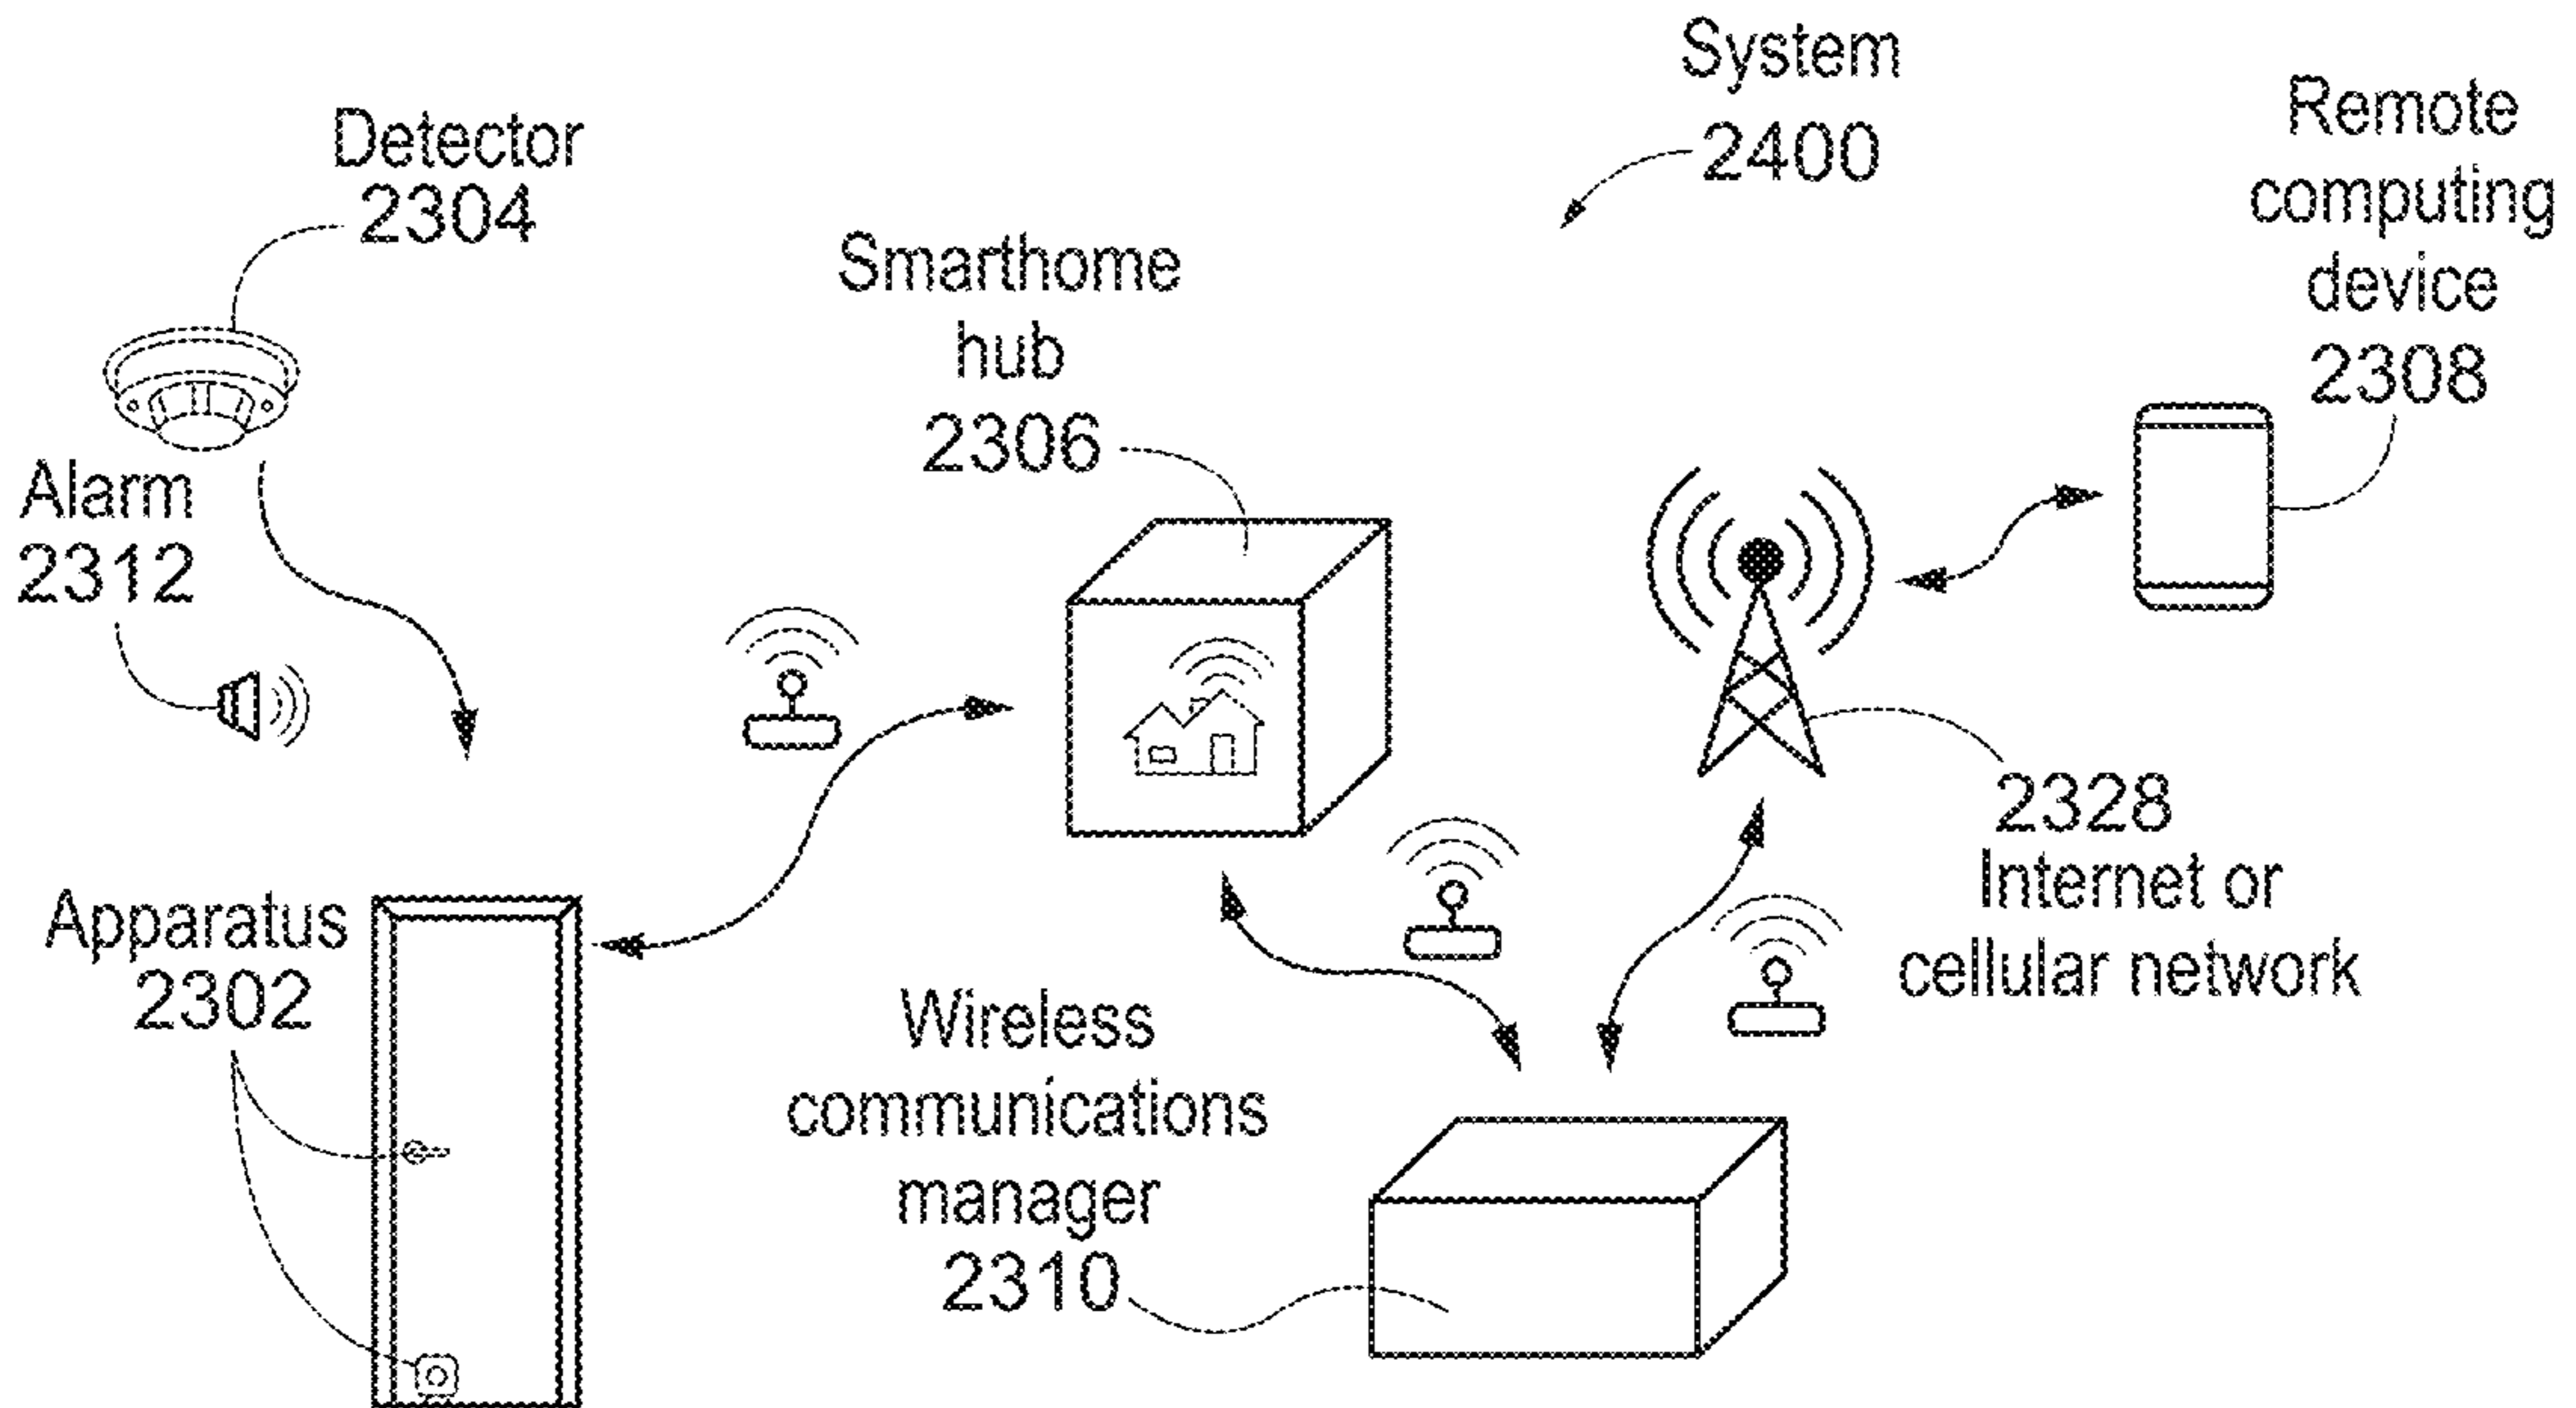 System
2400
Detector
2304
Remote
computing
device
2308
Smarthome
hub
2306
Alarm
2312
2328
Internet or
cellular network
Apparatus
2302
Wireless
communications
manager
2310